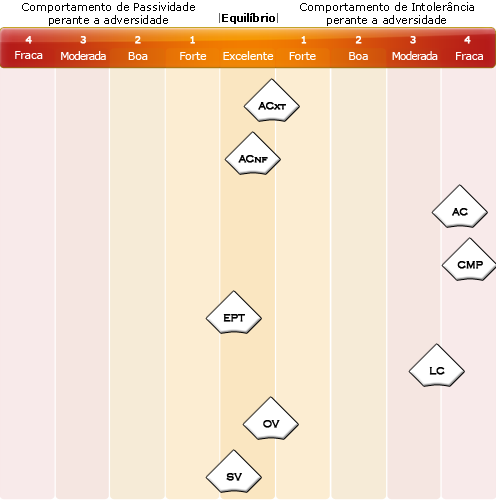 Comportamento de Passividade
perante a adversidade
|Equilíbrio|
Comportamento de Intolerância
perante a adversidade
4 3 2 1 1 2 3 4
Fraca Moderada Boa Forte Excelente Forte Boa Moderada Fraca
ACXT
ACNF
AC
CMP
EPT
LC
OV
SV